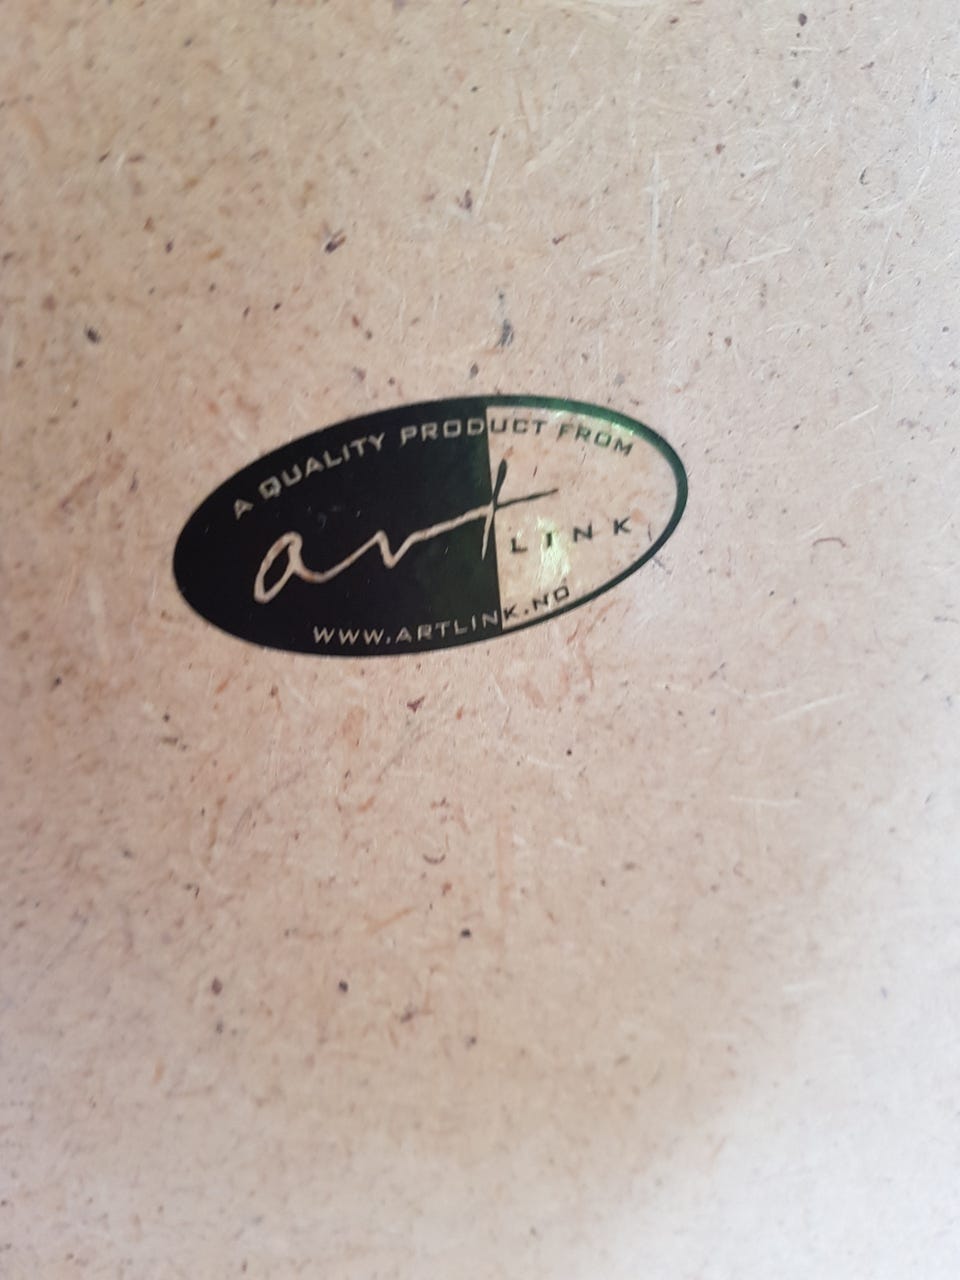 A QUALITY PRODUCT FROM
art
LINK
WWW.ARTLINK.NO